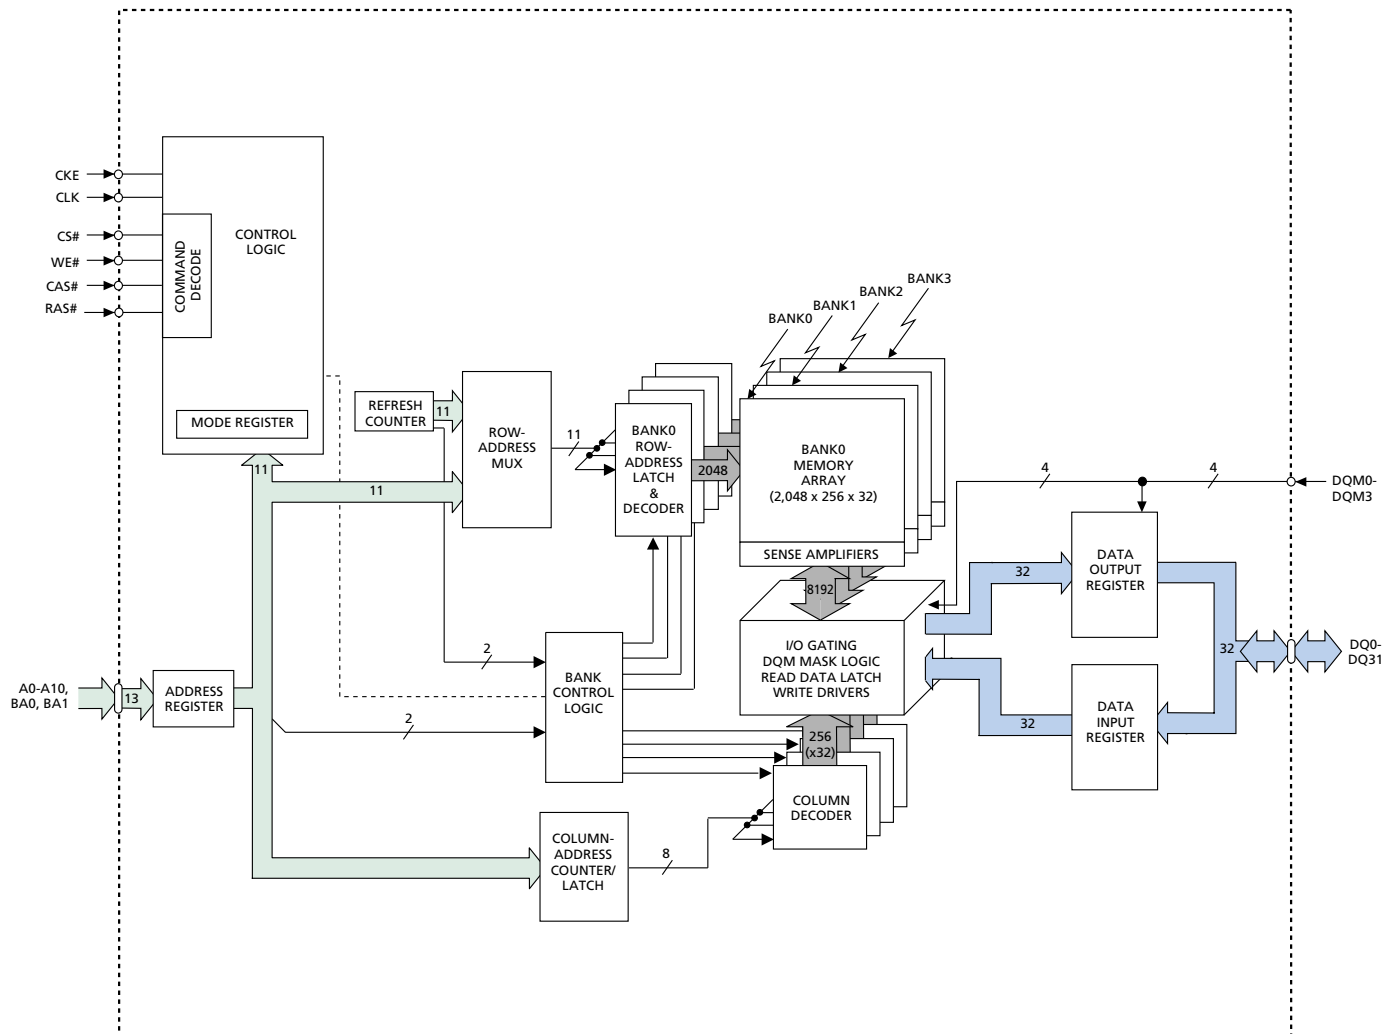 CKE
CLK
CS#
WE#
CAS#
RAS#
COMMAND
DECODE
CONTROL
LOGIC
MODE REGISTER
11
11
REFRESH
COUNTER
11
ROW-
ADDRESS
MUX
11
BANK0
ROW-
ADDRESS
LATCH
&
DECODER
2048
BANK0
BANK1
BANK2
BANK3
BANK0
MEMORY
ARRAY
(2,048 x 256 x 32)
SENSE AMPLIFIERS
8192
I/O GATING
DQM MASK LOGIC
READ DATA LATCH
WRITE DRIVERS
256
(x32)
COLUMN
DECODER
4
4
DQM0-
DQM3
DATA
OUTPUT
REGISTER
32
32
DQ0-
DQ31
DATA
INPUT
REGISTER
32
A0-A10,
BA0, BA1
13
ADDRESS
REGISTER
2
2
BANK
CONTROL
LOGIC
COLUMN-
ADDRESS
COUNTER/
LATCH
8